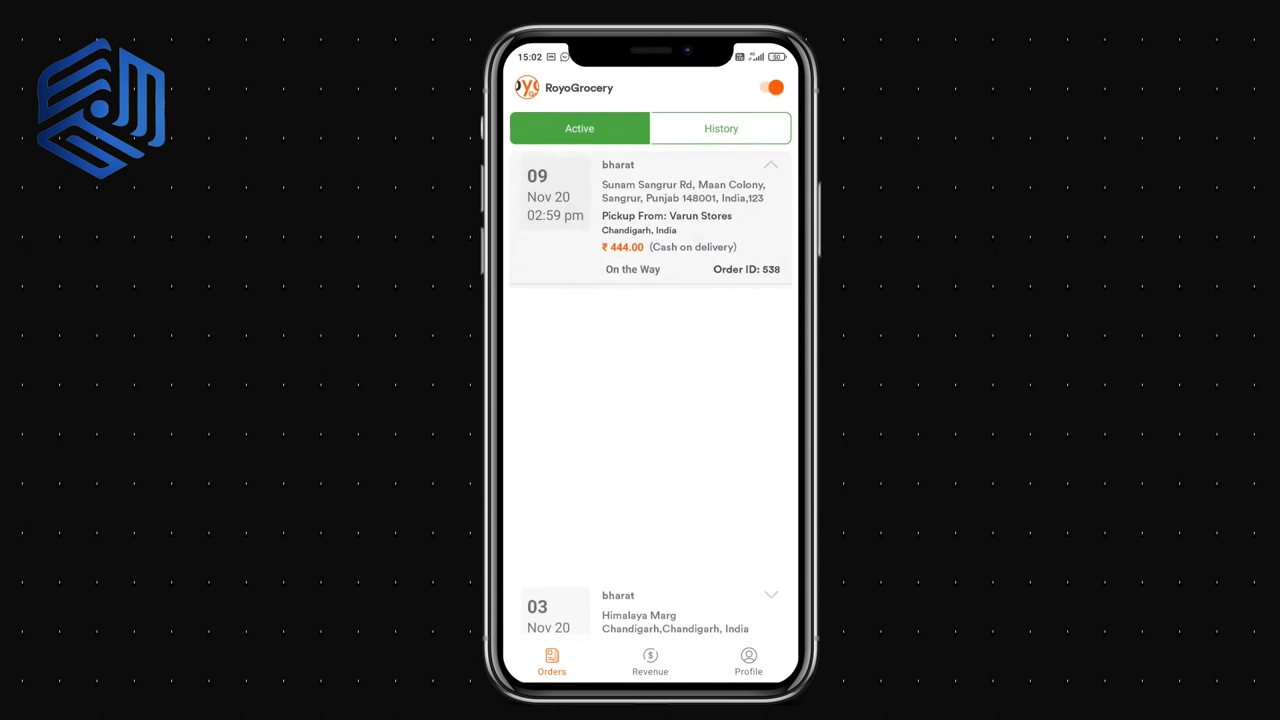 15:02
50
RoyoGrocery
Active
History
09
Nov 20
02:59 pm
bharat
Sunam Sangrur Rd, Maan Colony,
Sangrur, Punjab 148001, India,123
Pickup From: Varun Stores
Chandigarh, India
₹ 444.00 (Cash on delivery)
On the Way
Order ID: 538
03
Nov 20
bharat
Himalaya Marg
Chandigarh,Chandigarh, India
Orders
Revenue
Profile